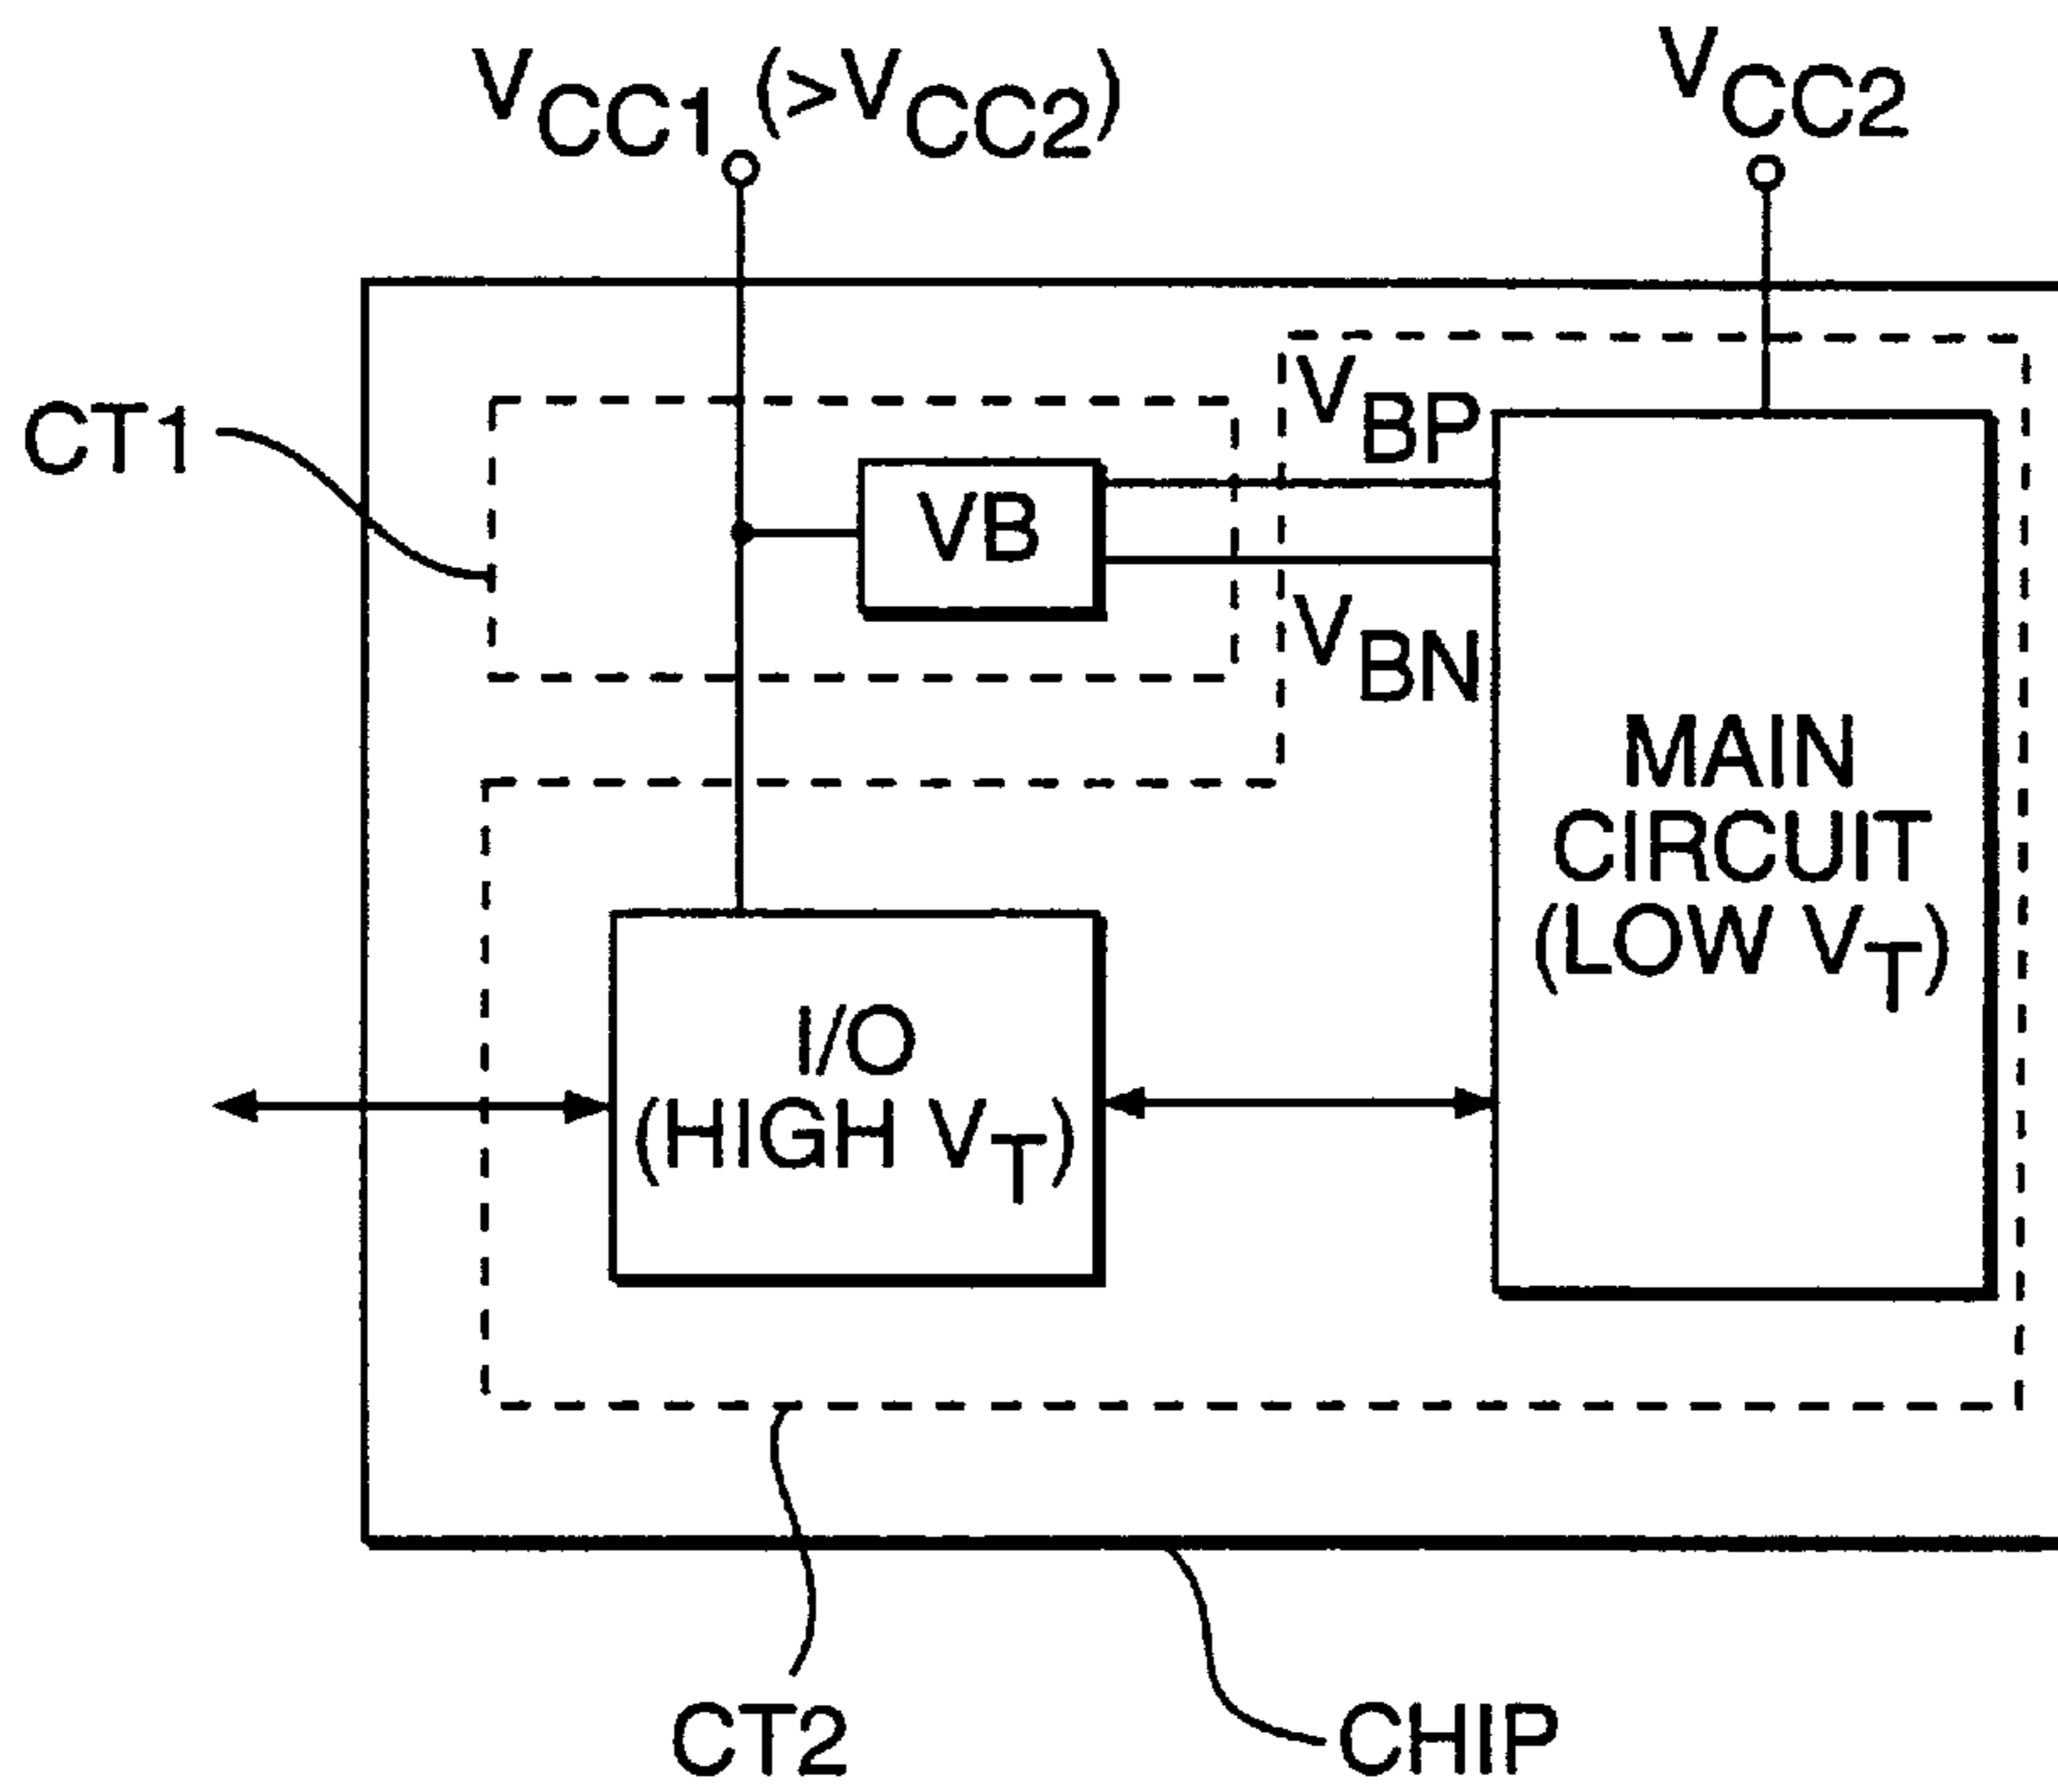 VCC1 (>VCC2)
VCC2
CT1
VB
VBP
VBN
MAIN
CIRCUIT
(LOW VT)
I/O
(HIGH VT)
CT2
CHIP